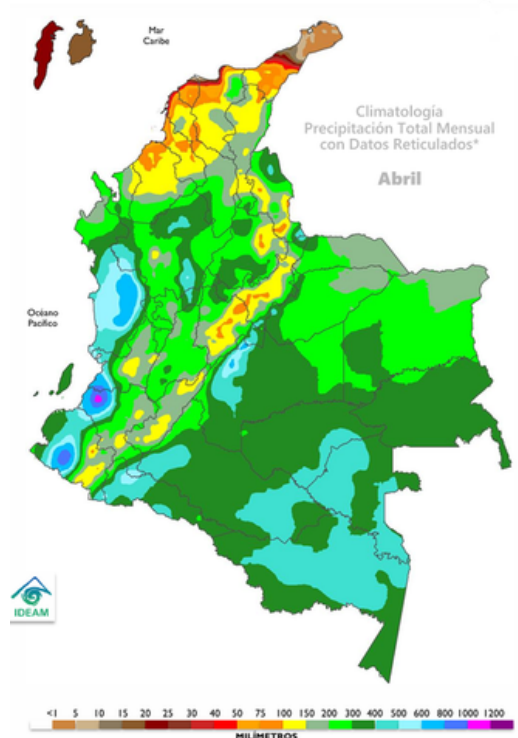 Mar
Caribe
Climatología
Precipitación Total Mensual
con Datos Reticulados*
Abril
Océano
Pacífico
IDEAM
<1 5 10 15 20 25 30 40 50 75 100 150 200 300 400 500 600 800 1000 1200
MILÍMETROS